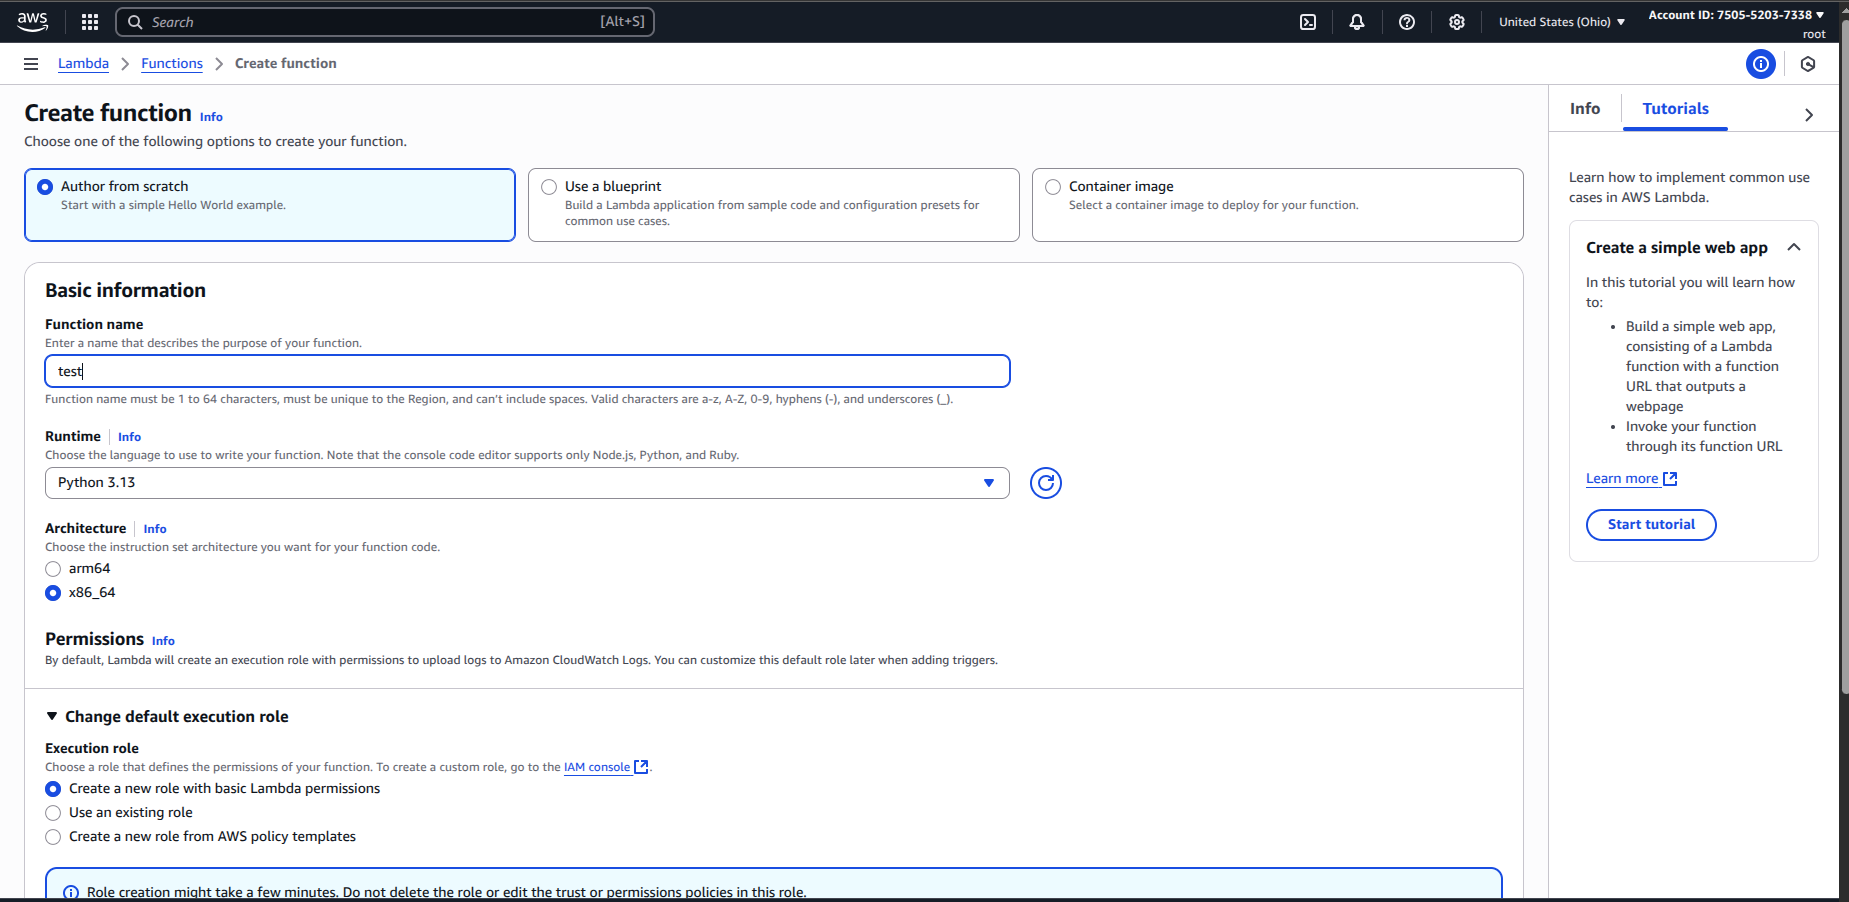 aws
Search
[Alt+S]
United States (Ohio)
Account ID: 7505-5203-7338
root
Lambda
Functions
Create function
Create function Info
Choose one of the following options to create your function.
Author from scratch
Start with a simple Hello World example.
Use a blueprint
Build a Lambda application from sample code and configuration presets for
common use cases.
Container image
Select a container image to deploy for your function.
Basic information
Function name
Enter a name that describes the purpose of your function.
test
Function name must be 1 to 64 characters, must be unique to the Region, and can't include spaces. Valid characters are a-z, A-Z, 0-9, hyphens (-), and underscores (_).
Runtime Info
Choose the language to use to write your function. Note that the console code editor supports only Node.js, Python, and Ruby.
Python 3.13
Architecture Info
Choose the instruction set architecture you want for your function code.
arm64
x86_64
Permissions Info
By default, Lambda will create an execution role with permissions to upload logs to Amazon CloudWatch Logs. You can customize this default role later when adding triggers.
Change default execution role
Execution role
Choose a role that defines the permissions of your function. To create a custom role, go to the IAM console.
Create a new role with basic Lambda permissions
Use an existing role
Create a new role from AWS policy templates
Role creation might take a few minutes. Do not delete the role or edit the trust or permissions policies in this role.
Info
Tutorials
Learn how to implement common use
cases in AWS Lambda.
Create a simple web app
In this tutorial you will learn how
to:
• Build a simple web app,
consisting of a Lambda
function with a function
URL that outputs a
webpage
• Invoke your function
through its function URL
Learn more
Start tutorial